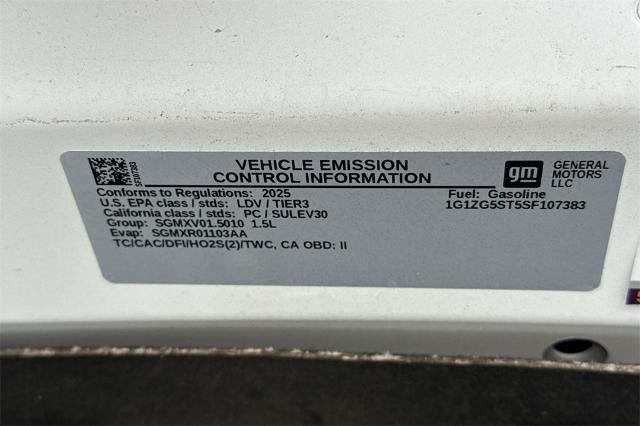 SF107383
VEHICLE EMISSION
CONTROL INFORMATION
gm
GENERAL
MOTORS
LLC
Conforms to Regulations: 2025
U.S. EPA class / stds: LDV / TIER3
California class / stds: PC / SULEV30
Group: SGMXV01.5010 1.5L
Evap: SGMXR01103AA
TC/CAC/DFI/HO2S(2)/TWC, CA OBD: II
Fuel: Gasoline
1G1ZG5ST5SF107383